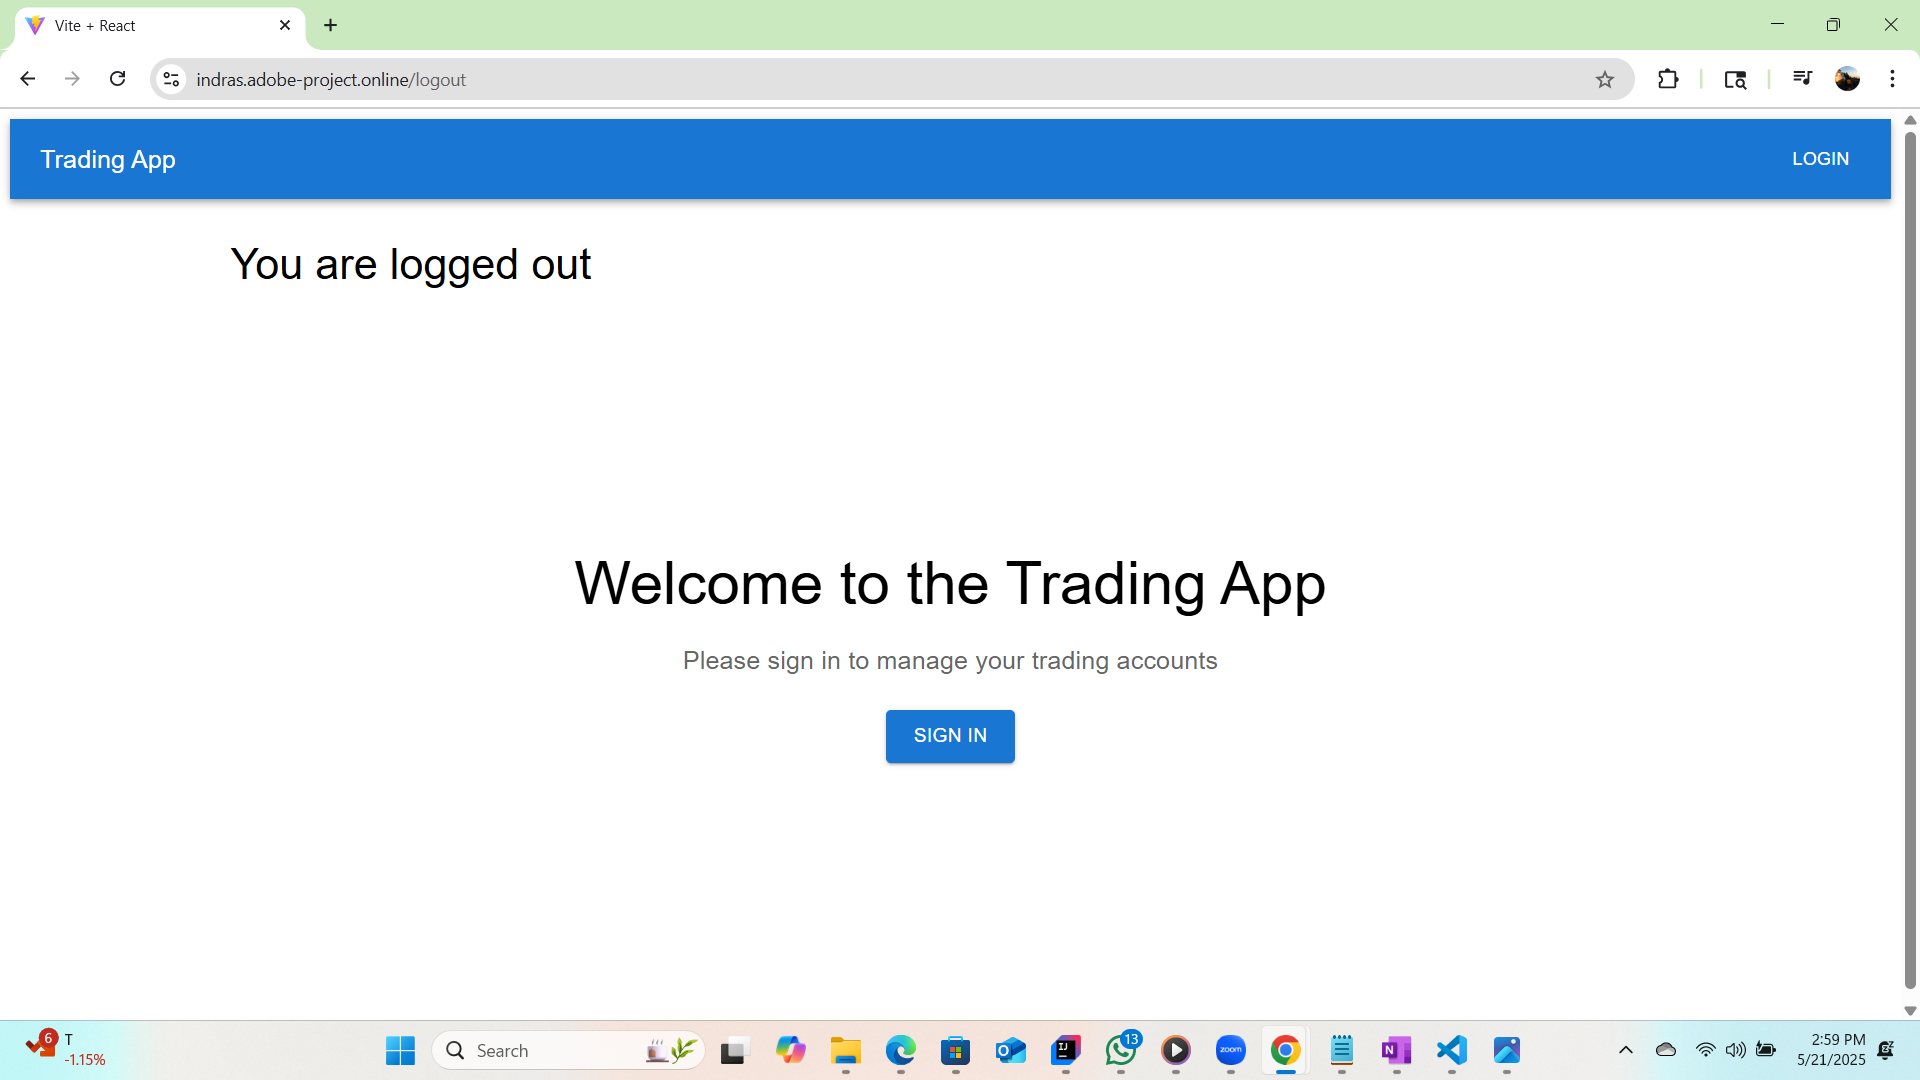 Vite + React
indras.adobe-project.online/logout
Trading App
LOGIN
You are logged out
Welcome to the Trading App
Please sign in to manage your trading accounts
SIGN IN
6
T
-1.15%
Search
IJ
13
zoom
N
2:59 PM
5/21/2025